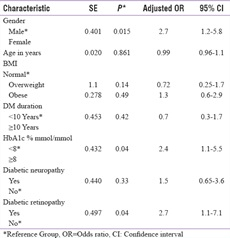 Characteristic SE P* Adjusted OR 95% CI
Gender
Male* 0.401 0.015 2.7 1.2-5.8
Female
Age in years 0.020 0.861 0.99 0.96-1.1
BMI
Normal*
Overweight 1.1 0.14 0.72 0.25-1.7
Obese 0.278 0.49 1.3 0.6-2.9
DM duration
<10 Years* 0.453 0.42 0.7 0.3-1.7
≥10 Years
HbA1c % mmol/mmol
<8* 0.432 0.04 2.4 1.1-5.5
≥8
Diabetic neuropathy
Yes 0.440 0.33 1.5 0.65-3.6
No*
Diabetic retinopathy
Yes 0.497 0.04 2.7 1.1-7.1
No*
*Reference Group, OR=Odds ratio, CI: Confidence interval